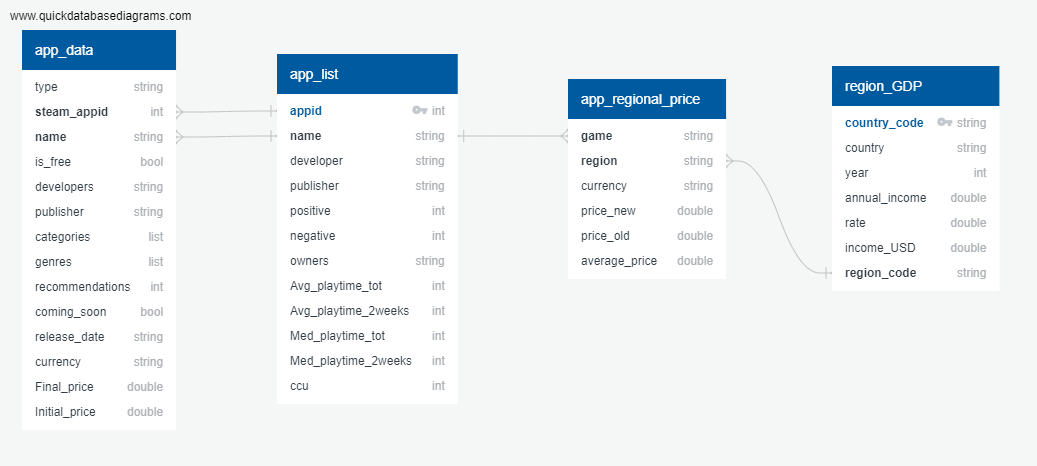 www.quickdatabasediagrams.com
app_data
type string
steam_appid int
name string
is_free bool
developers string
publisher string
categories list
genres list
recommendations int
coming_soon bool
release_date string
currency string
Final_price double
Initial_price double
app_list
appid int
name string
developer string
publisher string
positive int
negative int
owners string
Avg_playtime_tot int
Avg_playtime_2weeks int
Med_playtime_tot int
Med_playtime_2weeks int
ccu int
app_regional_price
game string
region string
currency string
price_new double
price_old double
average_price double
region_GDP
country_code string
country string
year int
annual_income double
rate double
income_USD double
region_code string